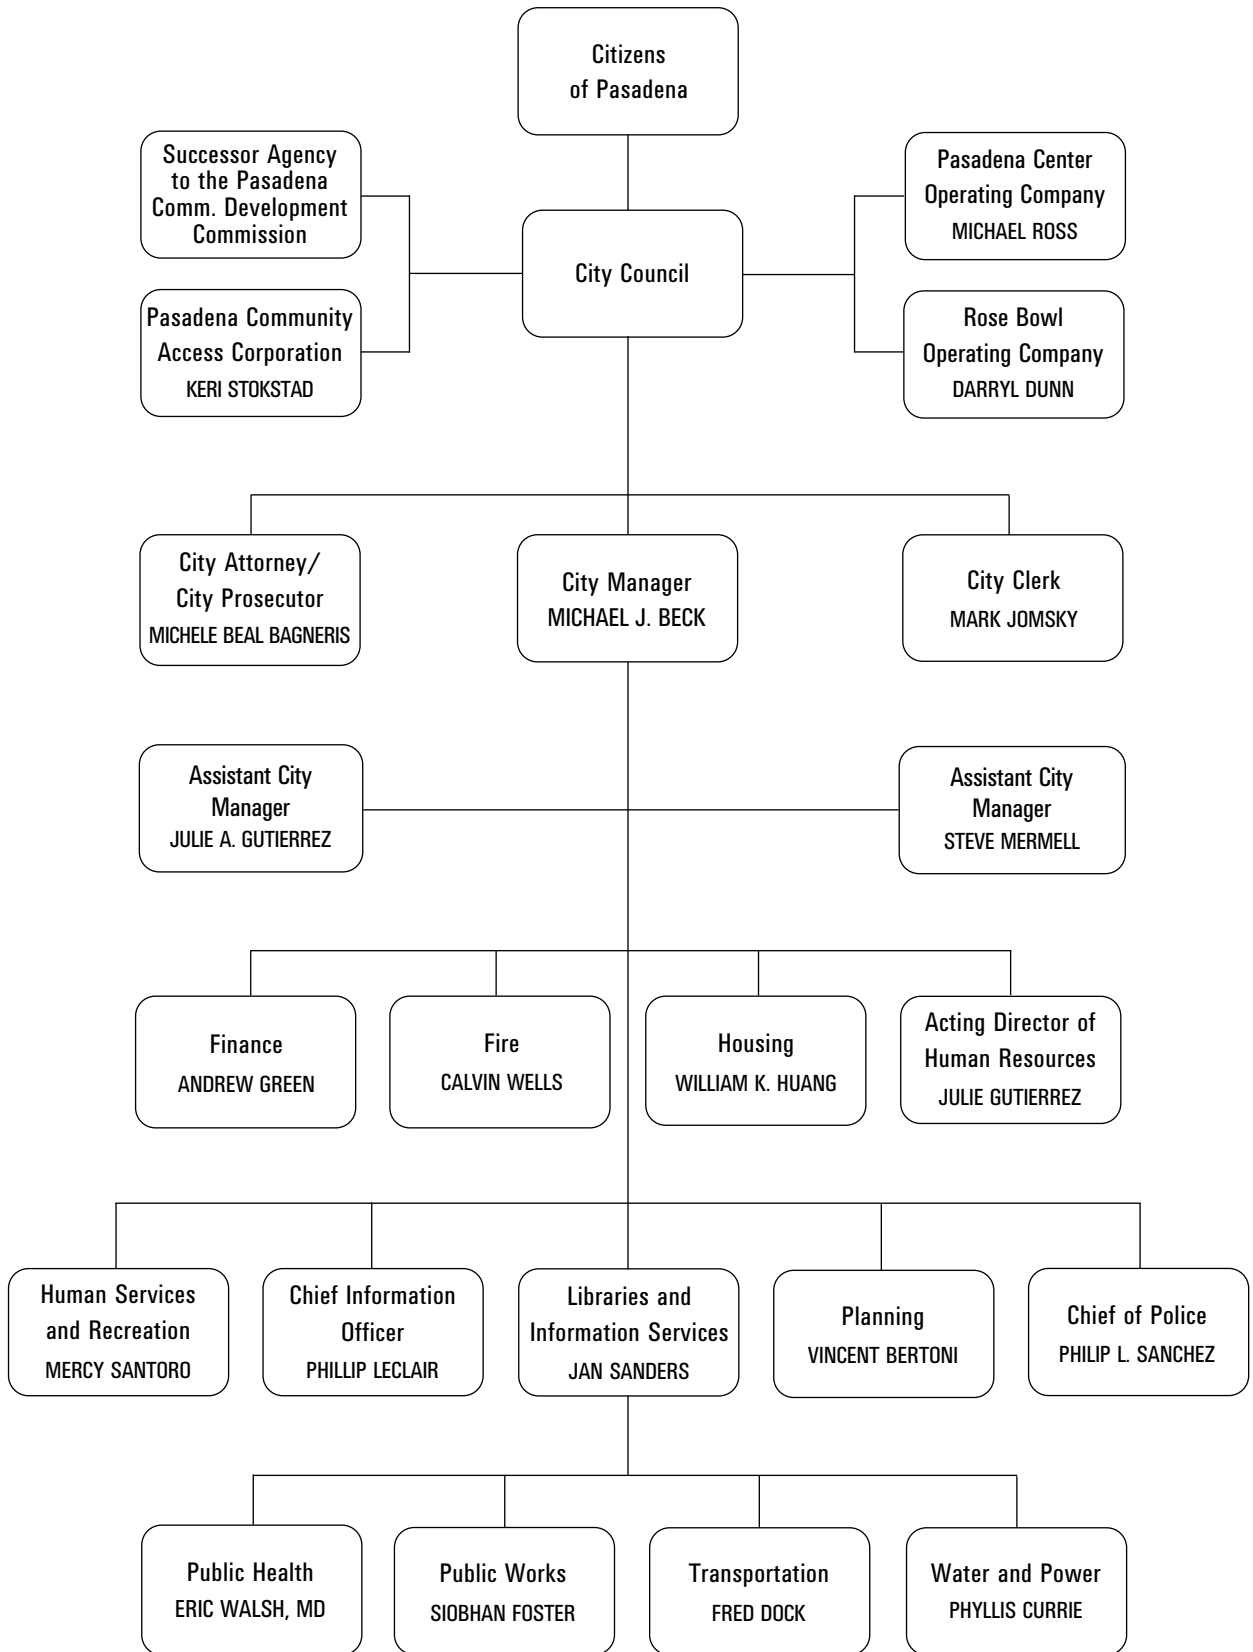 Citizens
of Pasadena
Successor Agency
to the Pasadena
Comm. Development
Commission
Pasadena Center
Operating Company
MICHAEL ROSS
City Council
Pasadena Community
Access Corporation
KERI STOKSTAD
Rose Bowl
Operating Company
DARRYL DUNN
City Attorney/
City Prosecutor
MICHELE BEAL BAGNERIS
City Manager
MICHAEL J. BECK
City Clerk
MARK JOMSKY
Assistant City
Manager
JULIE A. GUTIERREZ
Assistant City
Manager
STEVE MERMELL
Finance
ANDREW GREEN
Fire
CALVIN WELLS
Housing
WILLIAM K. HUANG
Acting Director of
Human Resources
JULIE GUTIERREZ
Human Services
and Recreation
MERCY SANTORO
Chief Information
Officer
PHILLIP LECLAIR
Libraries and
Information Services
JAN SANDERS
Planning
VINCENT BERTONI
Chief of Police
PHILIP L. SANCHEZ
Public Health
ERIC WALSH, MD
Public Works
SIOBHAN FOSTER
Transportation
FRED DOCK
Water and Power
PHYLLIS CURRIE